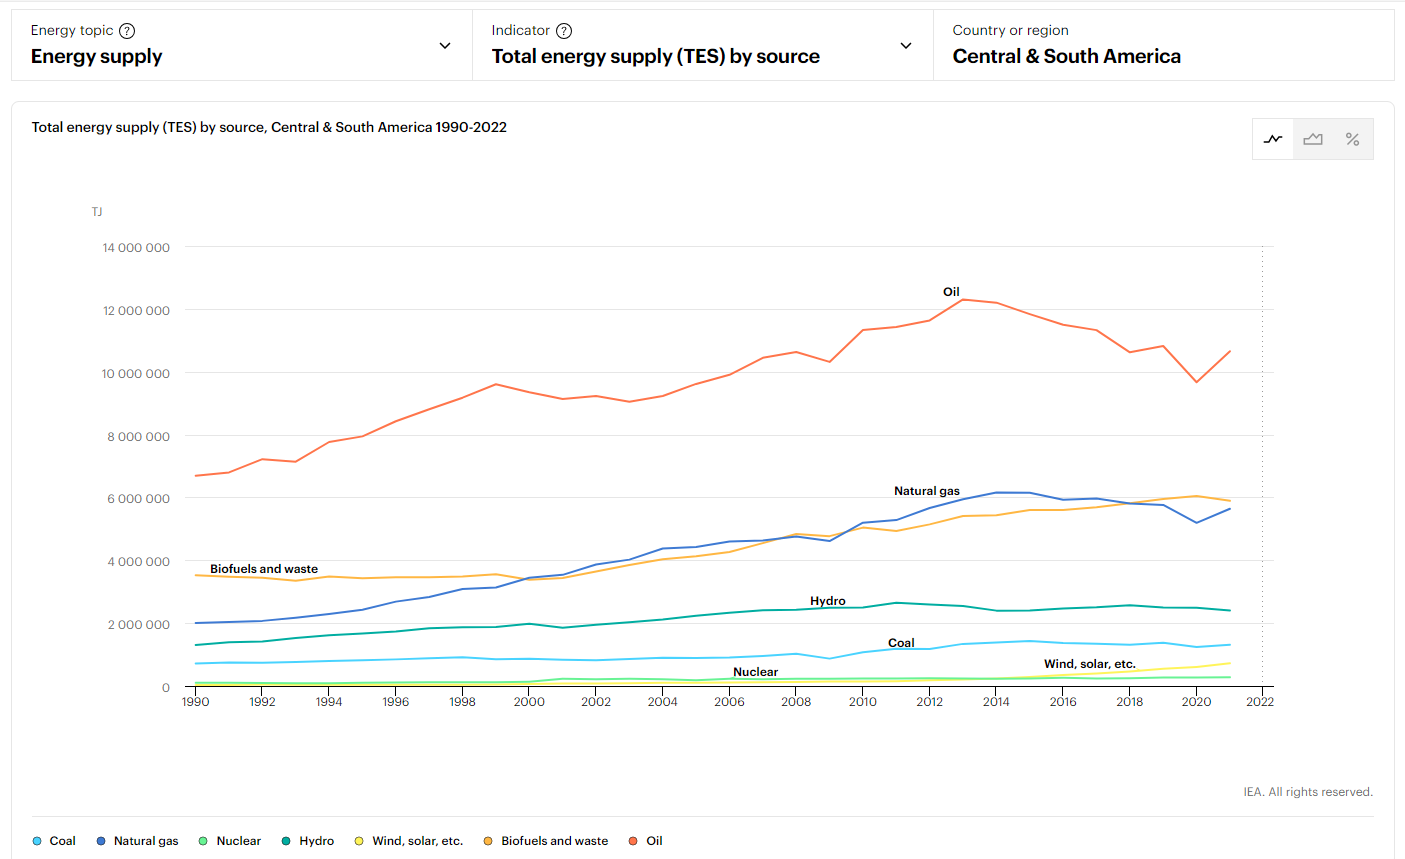 Energy topic ?
Energy supply
Indicator ?
Total energy supply (TES) by source
Country or region
Central & South America
Total energy supply (TES) by source, Central & South America 1990-2022
%
TJ
14 000 000
12 000 000
10 000 000
8 000 000
6 000 000
4 000 000
2 000 000
0
Oil
Natural gas
Biofuels and waste
Hydro
Coal
Wind, solar, etc.
Nuclear
1990 1992 1994 1996 1998 2000 2002 2004 2006 2008 2010 2012 2014 2016 2018 2020 2022
IEA. All rights reserved.
Coal Natural gas Nuclear Hydro Wind, solar, etc. Biofuels and waste Oil